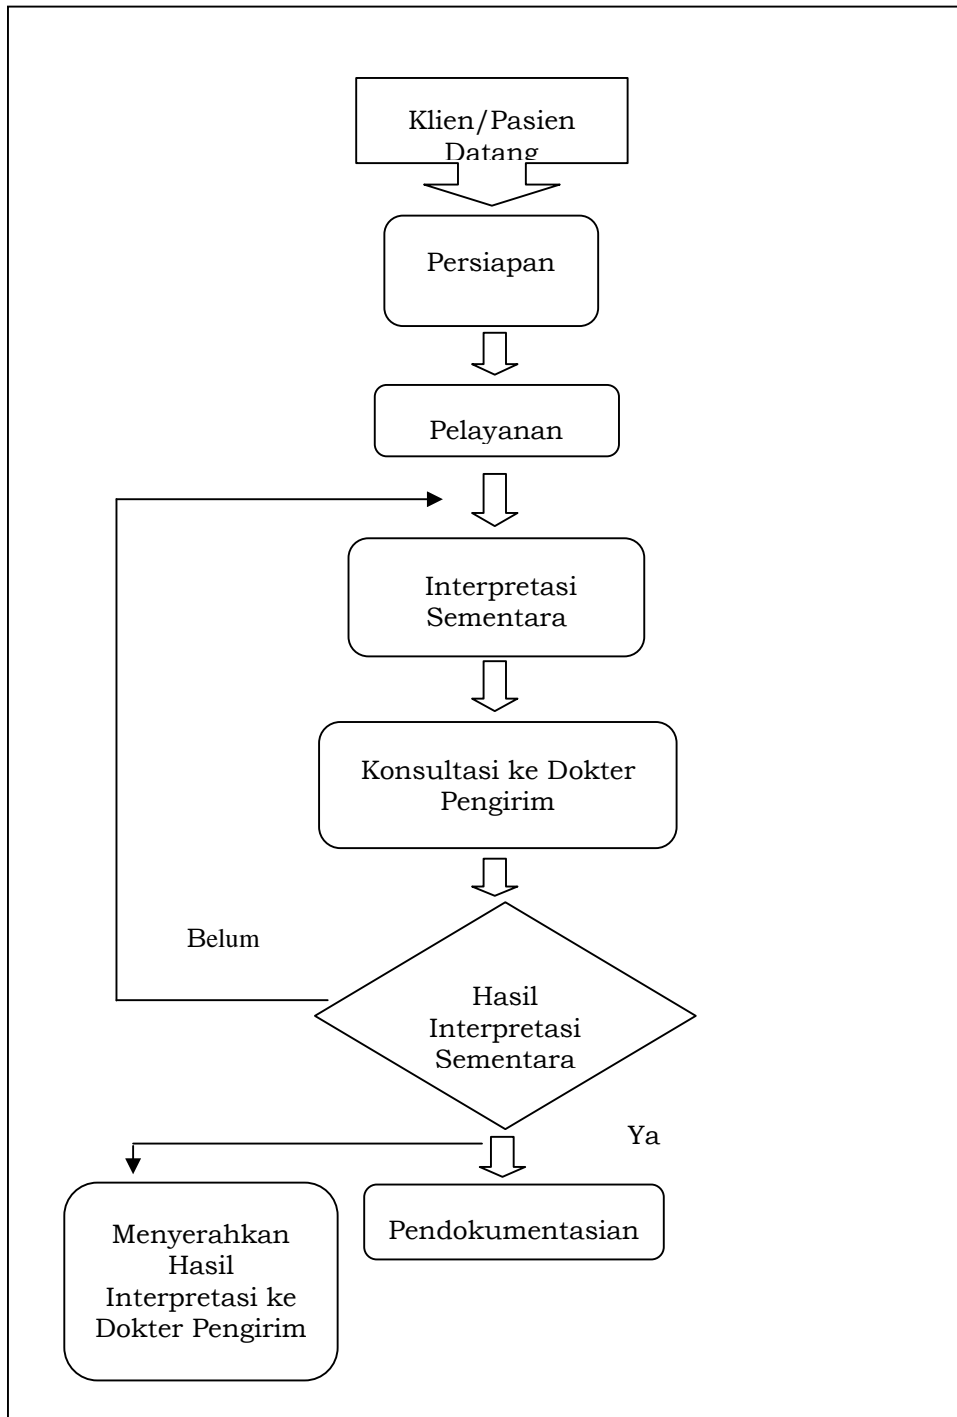 Klien/Pasien
Datang
Persiapan
Pelayanan
Interpretasi
Sementara
Konsultasi ke Dokter
Pengirim
Belum
Hasil
Interpretasi
Sementara
Ya
Menyerahkan
Hasil
Interpretasi ke
Dokter Pengirim
Pendokumentasian